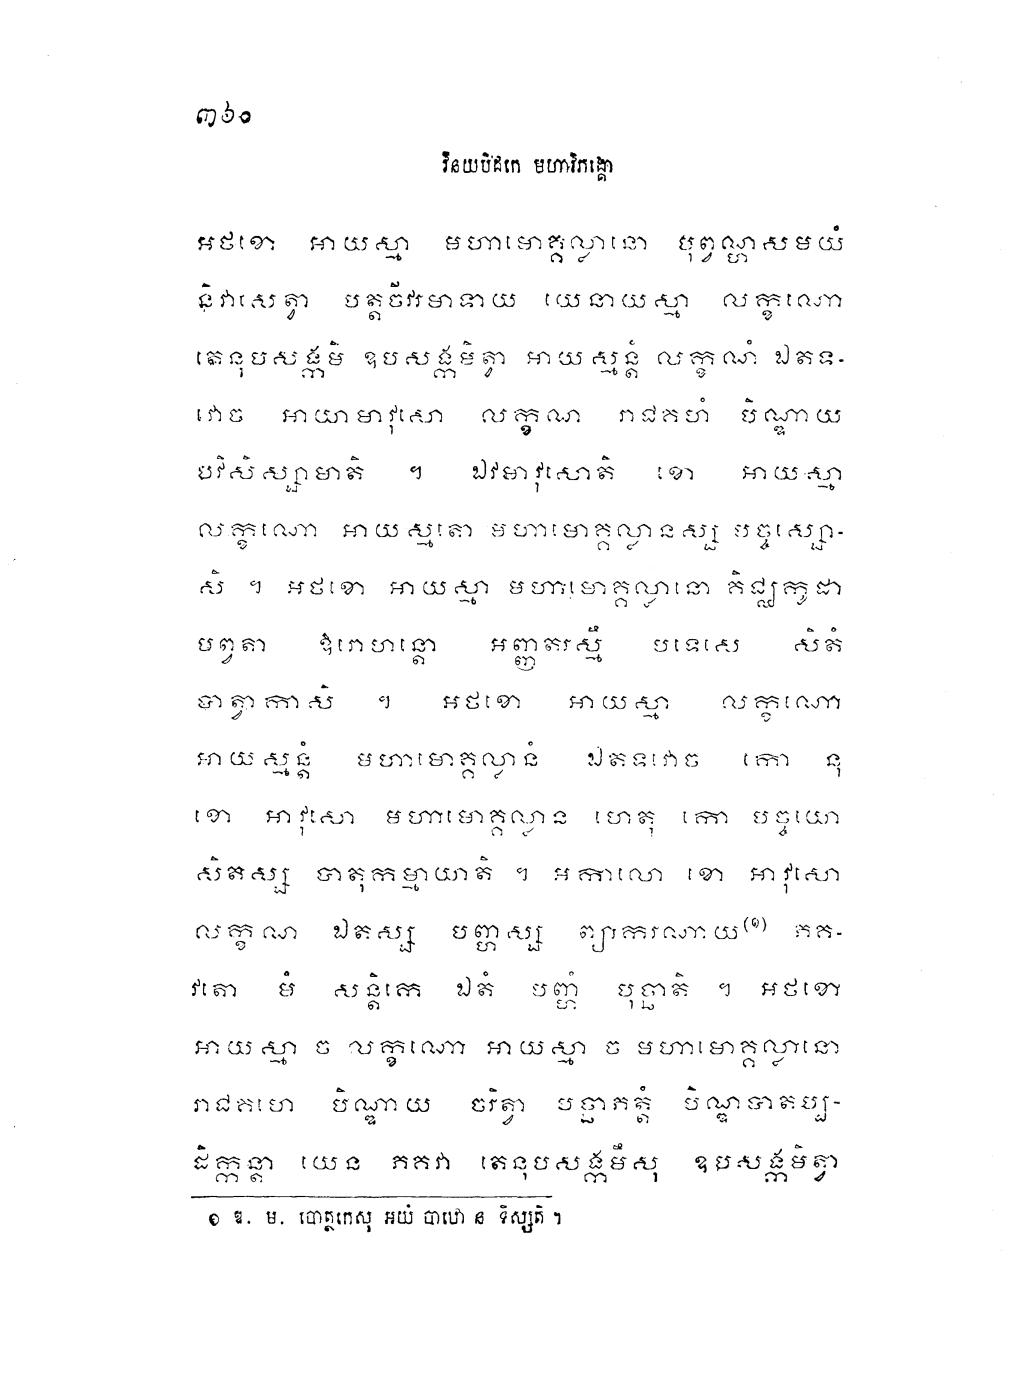 ៣៦០
វិនយបិដកេ មហាវិភង្គោ
អថខោ អាយស្មា មហាមោគ្គល្លានោ បុព្វណ្ហសមយំ
និវាសេត្វា បត្តចីវរមាទាយ យេនាយស្មា លក្ខណោ
តេនុបសង្កមិ ឧបសង្កមិត្វា អាយស្មន្តំ លក្ខណំ ឯតទ-
វោច អាយាមាវុសោ លក្ខណ រាជគហំ បិណ្ឌាយ
បវិសិស្សាមាតិ ។ ឯវមាវុសោតិ ខោ អាយស្មា
លក្ខណោ អាយស្មតោ មហាមោគ្គល្លានស្ស បច្ចស្សោ-
សិ ។ អថខោ អាយស្មា មហាមោគ្គល្លានោ គិជ្ឈកូដា
បព្វតា ឱរោហន្តោ អញ្ញតរស្មឹ បទេសេ សិតំ
បាត្វាកាសិ ។ អថខោ អាយស្មា លក្ខណោ
អាយស្មន្តំ មហាមោគ្គល្លានំ ឯតទវោច កោ នុ
ខោ អាវុសោ មហាមោគ្គល្លាន ហេតុ កោ បច្ចយោ
សិតស្ស បាតុកម្មាយាតិ ។ អកាលោ ខោ អាវុសោ
លក្ខណ ឯតស្ស បញ្ហស្ស ព្យាករណាយ(១) ភគ-
វតោ មំ សន្តិកេ ឯតំ បញ្ហំ បុច្ឆាតិ ។ អថខោ
អាយស្មា ច លក្ខណោ អាយស្មា ច មហាមោគ្គល្លានោ
រាជគហេ បិណ្ឌាយ ចរិត្វា បច្ឆាភត្តំ បិណ្ឌបាតប្ប-
ដិក្កន្តា យេន ភគវា តេនុបសង្កមឹសុ ឧបសង្កមិត្វា
១ ឱ. ម. បោត្ថកេសុ អយំ បាឋោ ន ទិស្សតិ ។